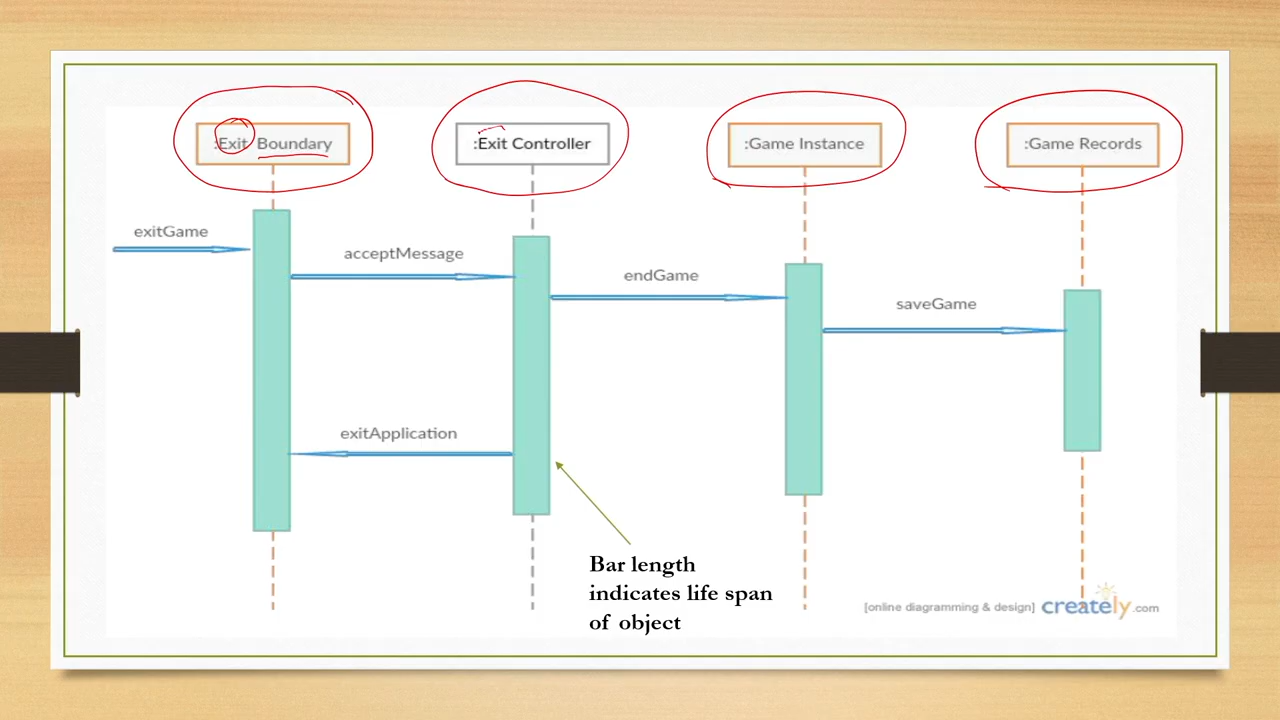 :Exit Boundary
:Exit Controller
:Game Instance
:Game Records
exitGame
acceptMessage
endGame
saveGame
exitApplication
Bar length
indicates life span
of object
[online diagramming & design] creately.com